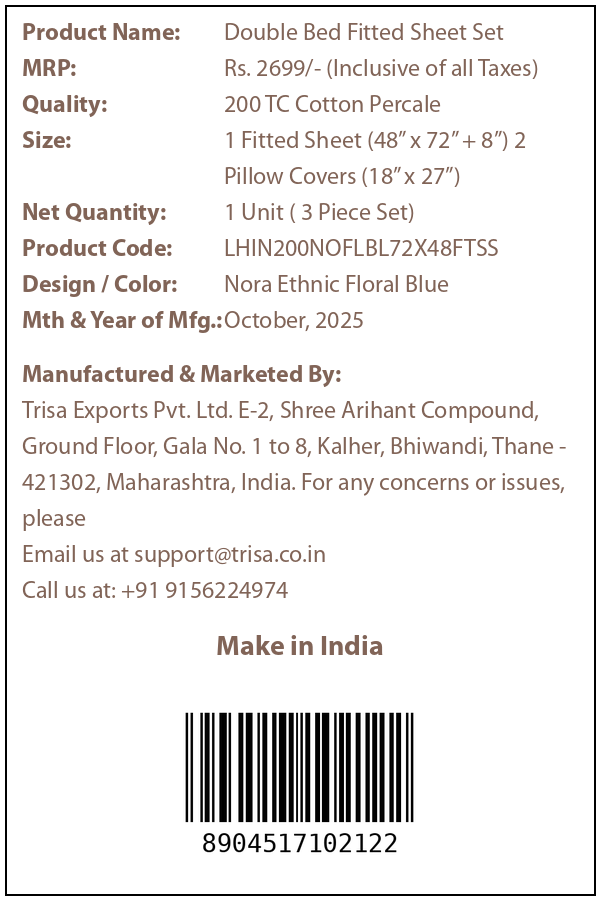 Product Name: Double Bed Fitted Sheet Set
MRP: Rs. 2699/- (Inclusive of all Taxes)
Quality: 200 TC Cotton Percale
Size: 1 Fitted Sheet (48” x 72” + 8”) 2
Pillow Covers (18” x 27”)
Net Quantity: 1 Unit ( 3 Piece Set)
Product Code: LHIN200NOFLBL72X48FTSS
Design / Color: Nora Ethnic Floral Blue
Mth & Year of Mfg.: October, 2025
Manufactured & Marketed By:
Trisa Exports Pvt. Ltd. E-2, Shree Arihant Compound,
Ground Floor, Gala No. 1 to 8, Kalher, Bhiwandi, Thane -
421302, Maharashtra, India. For any concerns or issues,
please
Email us at support@trisa.co.in
Call us at: +91 9156224974
Make in India
8904517102122